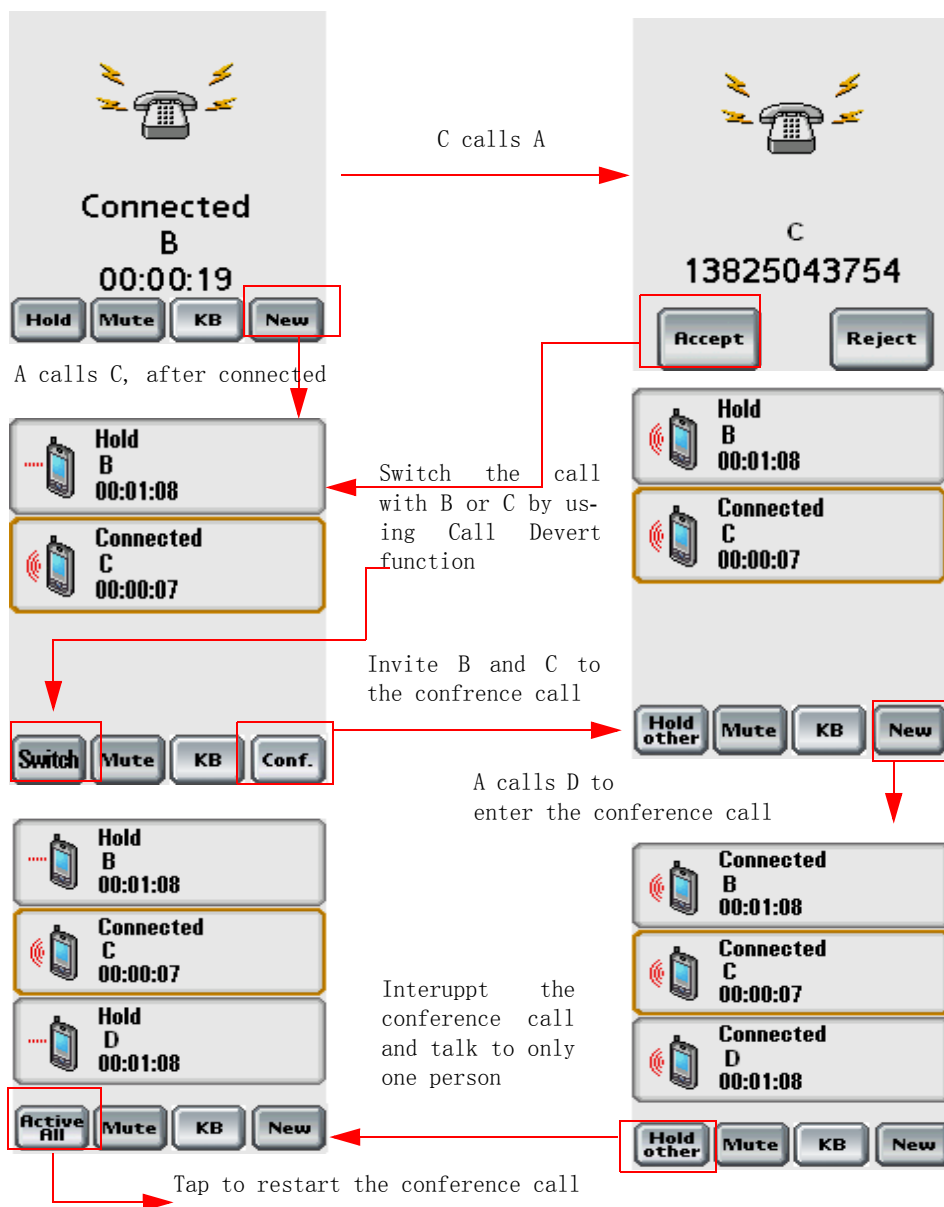 Connected
B
00:00:19
Hold Mute KB New
C calls A
C
13825043754
Accept Reject
A calls C, after connected
Hold
B
00:01:08
Connected
C
00:00:07
Switch Mute KB Conf.
Switch the call
with B or C by us-
ing Call Devert
function
Invite B and C to
the confrence call
Hold
B
00:01:08
Connected
C
00:00:07
Hold other Mute KB New
A calls D to
enter the conference call
Connected
B
00:01:08
Connected
C
00:00:07
Connected
D
00:01:08
Hold other Mute KB New
Interuppt the
conference call
and talk to only
one person
Hold
B
00:01:08
Connected
C
00:00:07
Hold
D
00:01:08
Active All Mute KB New
Tap to restart the conference call